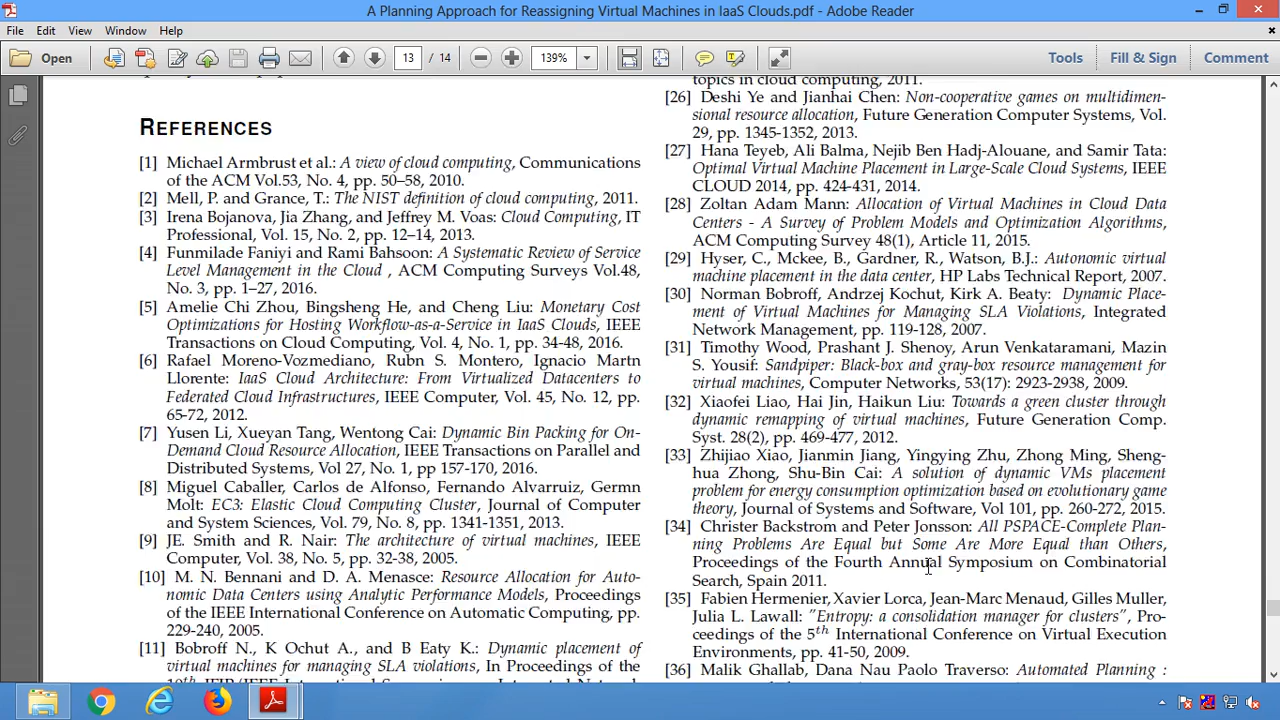 A Planning Approach for Reassigning Virtual Machines in IaaS Clouds.pdf - Adobe Reader
File Edit View Window Help
Open
13 / 14
139%
Tools Fill & Sign Comment
REFERENCES
[1] Michael Armbrust et al.: A view of cloud computing, Communications
of the ACM Vol.53, No. 4, pp. 50–58, 2010.
[2] Mell, P. and Grance, T.: The NIST definition of cloud computing, 2011.
[3] Irena Bojanova, Jia Zhang, and Jeffrey M. Voas: Cloud Computing, IT
Professional, Vol. 15, No. 2, pp. 12–14, 2013.
[4] Funmilade Faniyi and Rami Bahsoon: A Systematic Review of Service
Level Management in the Cloud , ACM Computing Surveys Vol.48,
No. 3, pp. 1–27, 2016.
[5] Amelie Chi Zhou, Bingsheng He, and Cheng Liu: Monetary Cost
Optimizations for Hosting Workflow-as-a-Service in IaaS Clouds, IEEE
Transactions on Cloud Computing, Vol. 4, No. 1, pp. 34-48, 2016.
[6] Rafael Moreno-Vozmediano, Rubn S. Montero, Ignacio Martn
Llorente: IaaS Cloud Architecture: From Virtualized Datacenters to
Federated Cloud Infrastructures, IEEE Computer, Vol. 45, No. 12, pp.
65-72, 2012.
[7] Yusen Li, Xueyan Tang, Wentong Cai: Dynamic Bin Packing for On-
Demand Cloud Resource Allocation, IEEE Transactions on Parallel and
Distributed Systems, Vol 27, No. 1, pp 157-170, 2016.
[8] Miguel Caballer, Carlos de Alfonso, Fernando Alvarruiz, Germn
Molt: EC3: Elastic Cloud Computing Cluster, Journal of Computer
and System Sciences, Vol. 79, No. 8, pp. 1341-1351, 2013.
[9] JE. Smith and R. Nair: The architecture of virtual machines, IEEE
Computer, Vol. 38, No. 5, pp. 32-38, 2005.
[10] M. N. Bennani and D. A. Menasce: Resource Allocation for Auto-
nomic Data Centers using Analytic Performance Models, Proceedings
of the IEEE International Conference on Automatic Computing, pp.
229-240, 2005.
[11] Bobroff N., K Ochut A., and B Eaty K.: Dynamic placement of
virtual machines for managing SLA violations, In Proceedings of the
topics in cloud computing, 2011.
[26] Deshi Ye and Jianhai Chen: Non-cooperative games on multidimen-
sional resource allocation, Future Generation Computer Systems, Vol.
29, pp. 1345-1352, 2013.
[27] Hana Teyeb, Ali Balma, Nejib Ben Hadj-Alouane, and Samir Tata:
Optimal Virtual Machine Placement in Large-Scale Cloud Systems, IEEE
CLOUD 2014, pp. 424-431, 2014.
[28] Zoltan Adam Mann: Allocation of Virtual Machines in Cloud Data
Centers - A Survey of Problem Models and Optimization Algorithms,
ACM Computing Survey 48(1), Article 11, 2015.
[29] Hyser, C., Mckee, B., Gardner, R., Watson, B.J.: Autonomic virtual
machine placement in the data center, HP Labs Technical Report, 2007.
[30] Norman Bobroff, Andrzej Kochut, Kirk A. Beaty: Dynamic Place-
ment of Virtual Machines for Managing SLA Violations, Integrated
Network Management, pp. 119-128, 2007.
[31] Timothy Wood, Prashant J. Shenoy, Arun Venkataramani, Mazin
S. Yousif: Sandpiper: Black-box and gray-box resource management for
virtual machines, Computer Networks, 53(17): 2923-2938, 2009.
[32] Xiaofei Liao, Hai Jin, Haikun Liu: Towards a green cluster through
dynamic remapping of virtual machines, Future Generation Comp.
Syst. 28(2), pp. 469-477, 2012.
[33] Zhijiao Xiao, Jianmin Jiang, Yingying Zhu, Zhong Ming, Sheng-
hua Zhong, Shu-Bin Cai: A solution of dynamic VMs placement
problem for energy consumption optimization based on evolutionary game
theory, Journal of Systems and Software, Vol 101, pp. 260-272, 2015.
[34] Christer Backstrom and Peter Jonsson: All PSPACE-Complete Plan-
ning Problems Are Equal but Some Are More Equal than Others,
Proceedings of the Fourth Annual Symposium on Combinatorial
Search, Spain 2011.
[35] Fabien Hermenier, Xavier Lorca, Jean-Marc Menaud, Gilles Muller,
Julia L. Lawall: "Entropy: a consolidation manager for clusters", Pro-
ceedings of the 5th International Conference on Virtual Execution
Environments, pp. 41-50, 2009.
[36] Malik Ghallab, Dana Nau Paolo Traverso: Automated Planning :